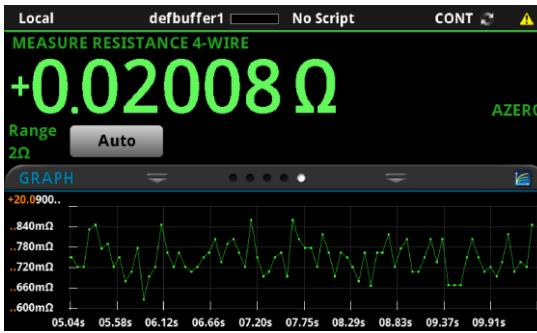 Local defbuffer1 No Script CONT
MEASURE RESISTANCE 4-WIRE
+0.02008 Ω
AZERO
Range Auto
2Ω
GRAPH
+20.0900..
..840mΩ
..780mΩ
..720mΩ
..660mΩ
..600mΩ
05.04s 05.58s 06.12s 06.66s 07.20s 07.75s 08.29s 08.83s 09.37s 09.91s